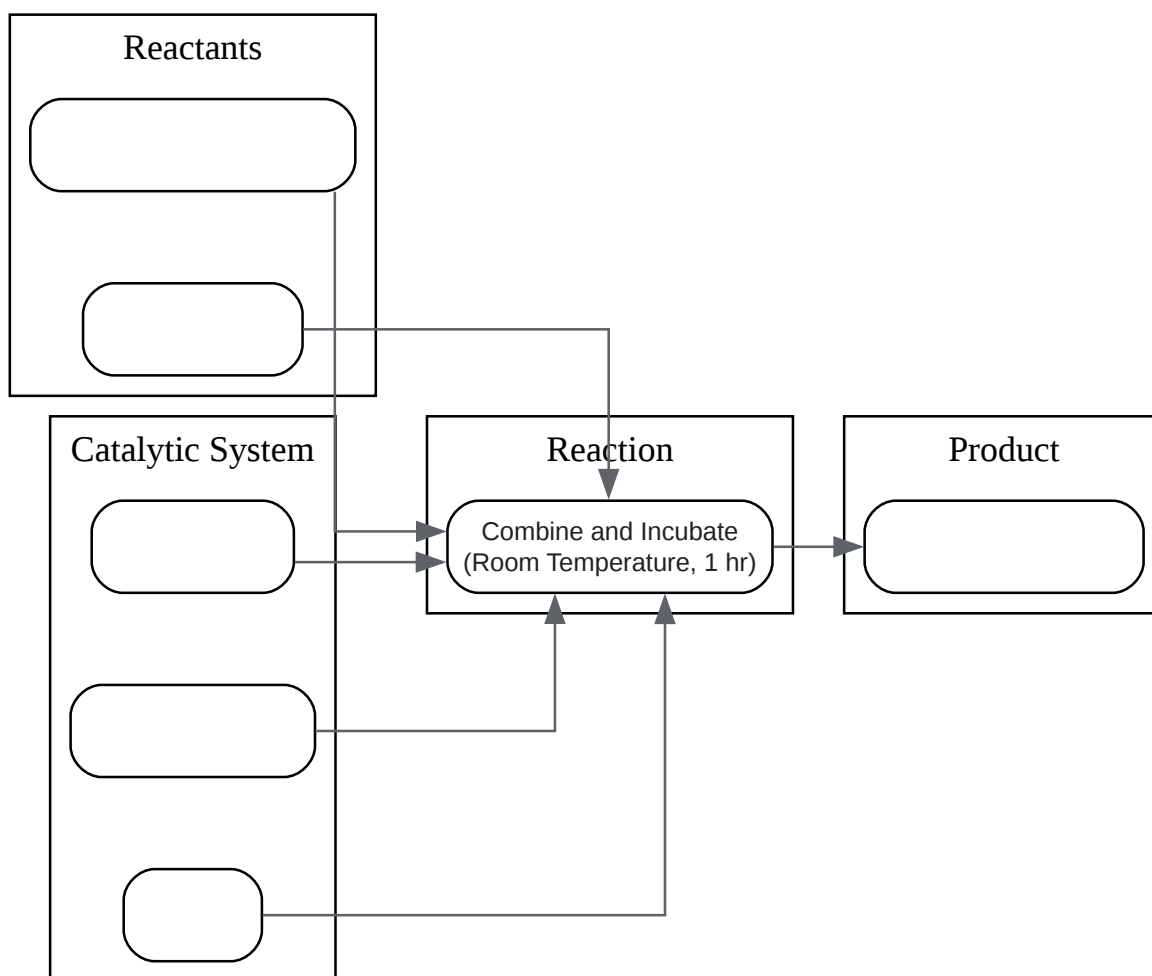 Reactants
Catalytic System
Reaction
Product
Combine and Incubate
(Room Temperature, 1 hr)